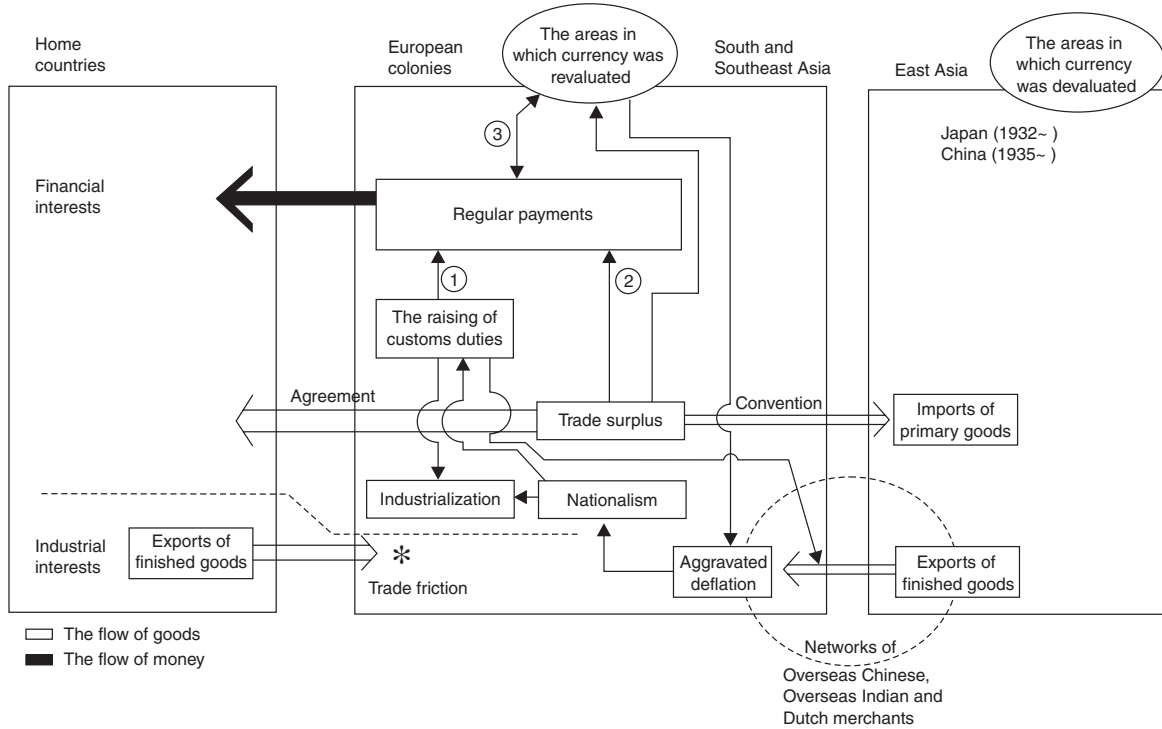 Home
countries
European
colonies
The areas in
which currency was
revaluated
South and
Southeast Asia
East Asia
The areas in
which currency
was devaluated
Japan (1932~ )
China (1935~ )
3
Financial
interests
Regular payments
1
2
The raising of
customs duties
Agreement
Trade surplus
Convention
Imports of
primary goods
Industrialization
Nationalism
Industrial
interests
Exports of
finished goods
*
Trade friction
Aggravated
deflation
Exports of
finished goods
The flow of goods
The flow of money
Networks of
Overseas Chinese,
Overseas Indian and
Dutch merchants